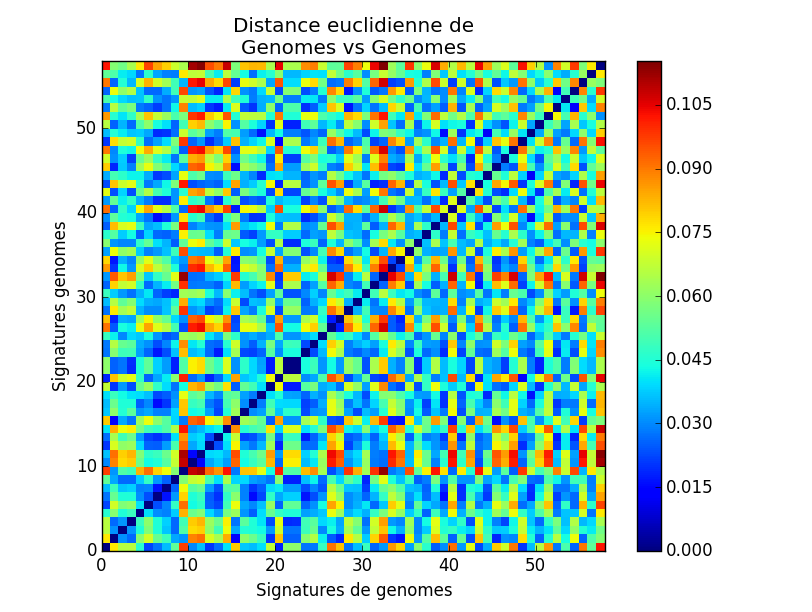 Distance euclidienne de
Genomes vs Genomes
Signatures genomes
50
40
30
20
10
0
0 10 20 30 40 50
Signatures de genomes
0.105
0.090
0.075
0.060
0.045
0.030
0.015
0.000